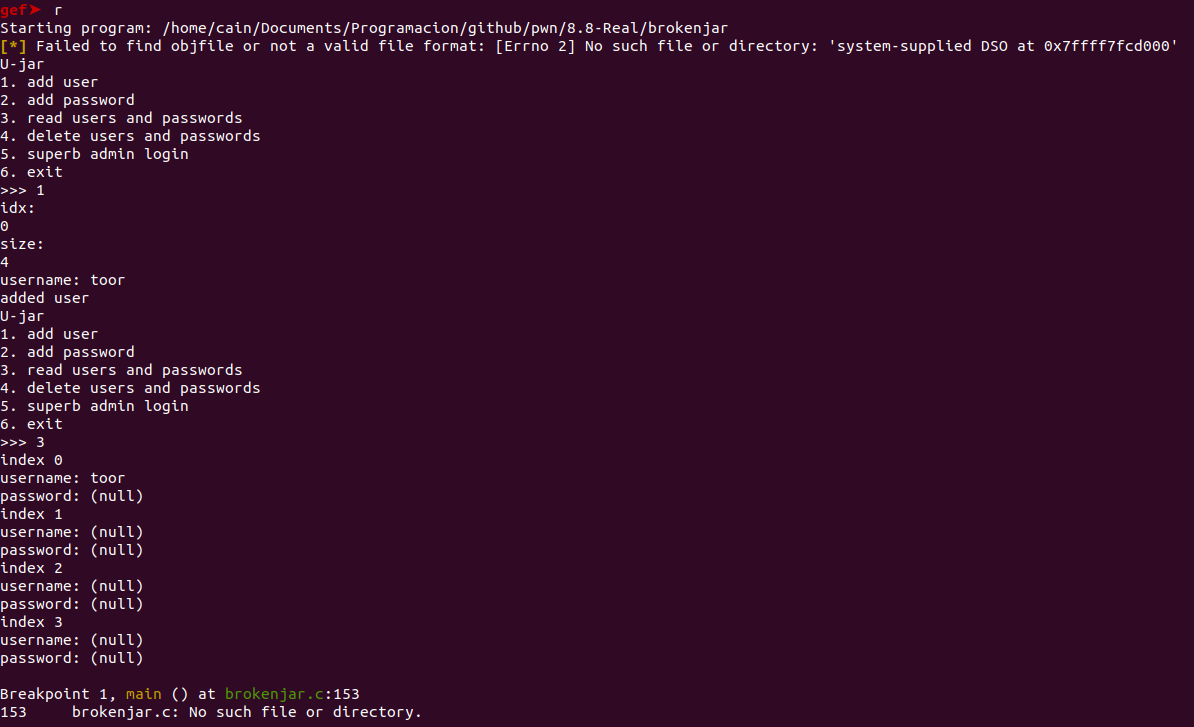 gef➤  r
Starting program: /home/cain/Documents/Programacion/github/pwn/8.8-Real/brokenjar
[*] Failed to find objfile or not a valid file format: [Errno 2] No such file or directory: 'system-supplied DSO at 0x7ffff7fcd000'
U-jar
1. add user
2. add password
3. read users and passwords
4. delete users and passwords
5. superb admin login
6. exit
>>> 1
idx:
0
size:
4
username: toor
added user
U-jar
1. add user
2. add password
3. read users and passwords
4. delete users and passwords
5. superb admin login
6. exit
>>> 3
index 0
username: toor
password: (null)
index 1
username: (null)
password: (null)
index 2
username: (null)
password: (null)
index 3
username: (null)
password: (null)
Breakpoint 1, main () at brokenjar.c:153
153     brokenjar.c: No such file or directory.